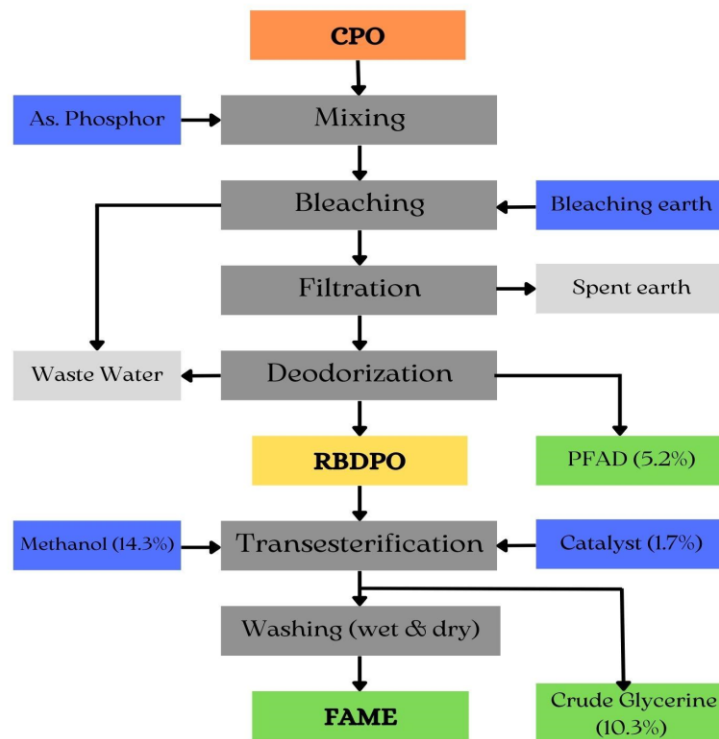 CPO
As. Phosphor
Mixing
Bleaching
Bleaching earth
Filtration
Spent earth
Waste Water
Deodorization
RBDPO
PFAD (5.2%)
Methanol (14.3%)
Transesterification
Catalyst (1.7%)
Washing (wet & dry)
FAME
Crude Glycerine
(10.3%)